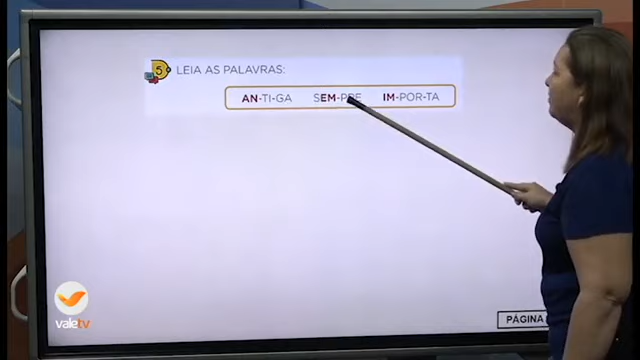 5 LEIA AS PALAVRAS:
AN-TI-GA SEM-PRE IM-POR-TA
valetv
PÁGINA